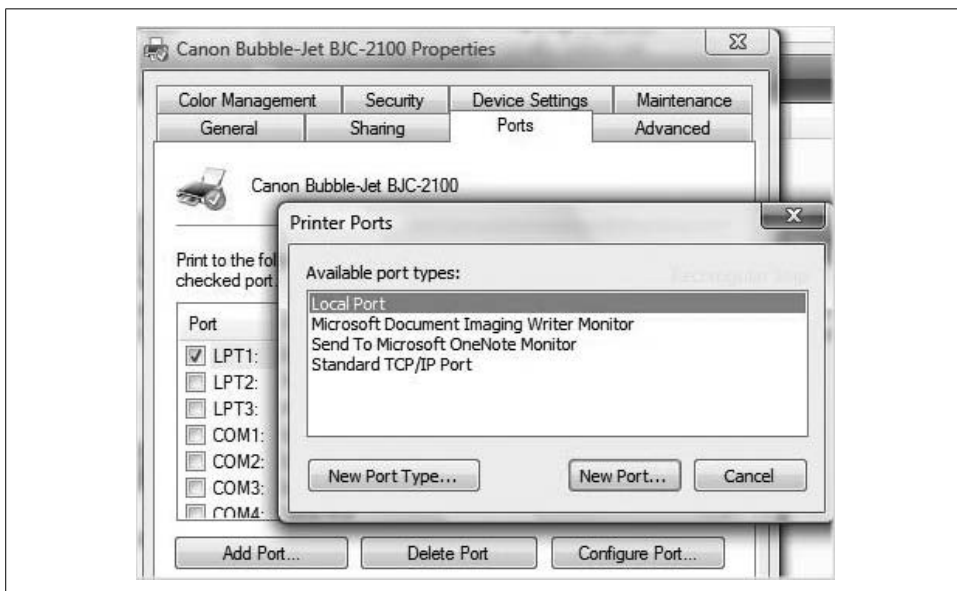 Canon Bubble-Jet BJC-2100 Properties
Color Management Security Device Settings Maintenance
General Sharing Ports Advanced
Canon Bubble-Jet BJC-2100
Printer Ports
Print to the fol
checked port.
Available port types:
Local Port
Microsoft Document Imaging Writer Monitor
Send To Microsoft OneNote Monitor
Standard TCP/IP Port
Port
LPT1:
LPT2:
LPT3:
COM1:
COM2:
COM3:
COM4:
New Port Type... New Port... Cancel
Add Port... Delete Port Configure Port...